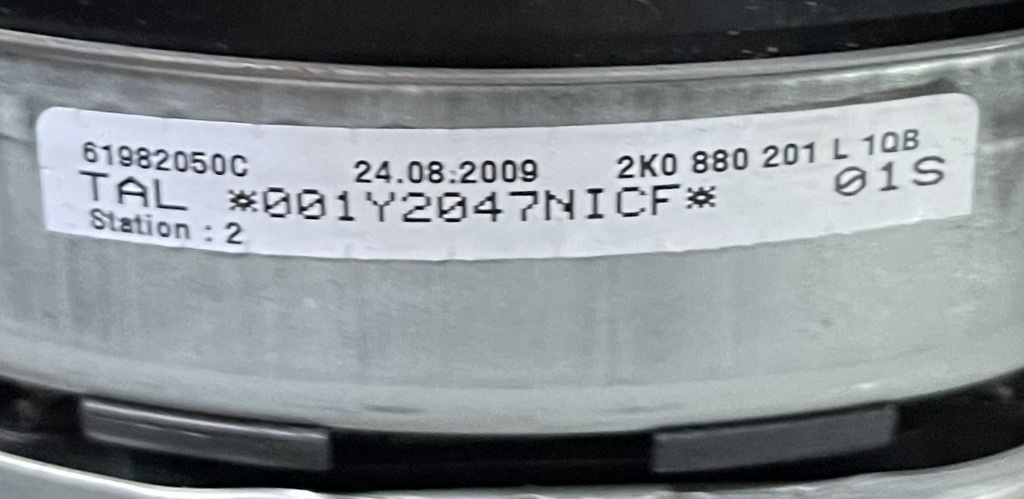 61982050C 24.08:2009 2K0 880 201 L 1QB
TAL *001Y2047NICF* 01S
Station : 2